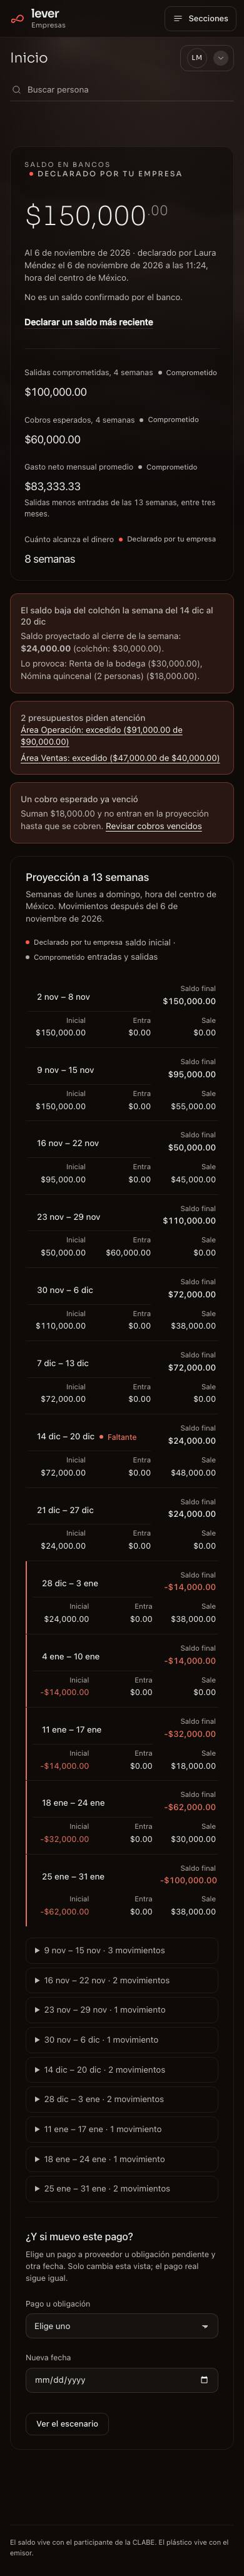 lever
Empresas
Secciones
Inicio
LM
Buscar persona
SALDO EN BANCOS
DECLARADO POR TU EMPRESA
$150,000.00
Al 6 de noviembre de 2026 · declarado por Laura
Méndez el 6 de noviembre de 2026 a las 11:24,
hora del centro de México.
No es un saldo confirmado por el banco.
Declarar un saldo más reciente
Salidas comprometidas, 4 semanas Comprometido
$100,000.00
Cobros esperados, 4 semanas Comprometido
$60,000.00
Gasto neto mensual promedio Comprometido
$83,333.33
Salidas menos entradas de las 13 semanas, entre tres
meses.
Cuánto alcanza el dinero Declarado por tu empresa
8 semanas
El saldo baja del colchón la semana del 14 dic al
20 dic
Saldo proyectado al cierre de la semana:
$24,000.00 (colchón: $30,000.00).
Lo provoca: Renta de la bodega ($30,000.00),
Nómina quincenal (2 personas) ($18,000.00).
2 presupuestos piden atención
Área Operación: excedido ($91,000.00 de
$90,000.00)
Área Ventas: excedido ($47,000.00 de $40,000.00)
Un cobro esperado ya venció
Suman $18,000.00 y no entran en la proyección
hasta que se cobren. Revisar cobros vencidos
Proyección a 13 semanas
Semanas de lunes a domingo, hora del centro de
México. Movimientos después del 6 de
noviembre de 2026.
Declarado por tu empresa saldo inicial ·
Comprometido entradas y salidas
2 nov – 8 nov Saldo final $150,000.00
Inicial Entra Sale
$150,000.00 $0.00 $0.00
9 nov – 15 nov Saldo final $95,000.00
Inicial Entra Sale
$150,000.00 $0.00 $55,000.00
16 nov – 22 nov Saldo final $50,000.00
Inicial Entra Sale
$95,000.00 $0.00 $45,000.00
23 nov – 29 nov Saldo final $110,000.00
Inicial Entra Sale
$50,000.00 $60,000.00 $0.00
30 nov – 6 dic Saldo final $72,000.00
Inicial Entra Sale
$110,000.00 $0.00 $38,000.00
7 dic – 13 dic Saldo final $72,000.00
Inicial Entra Sale
$72,000.00 $0.00 $0.00
14 dic – 20 dic Faltante Saldo final $24,000.00
Inicial Entra Sale
$72,000.00 $0.00 $48,000.00
21 dic – 27 dic Saldo final $24,000.00
Inicial Entra Sale
$24,000.00 $0.00 $0.00
28 dic – 3 ene Saldo final -$14,000.00
Inicial Entra Sale
$24,000.00 $0.00 $38,000.00
4 ene – 10 ene Saldo final -$14,000.00
Inicial Entra Sale
-$14,000.00 $0.00 $0.00
11 ene – 17 ene Saldo final -$32,000.00
Inicial Entra Sale
-$14,000.00 $0.00 $18,000.00
18 ene – 24 ene Saldo final -$62,000.00
Inicial Entra Sale
-$32,000.00 $0.00 $30,000.00
25 ene – 31 ene Saldo final -$100,000.00
Inicial Entra Sale
-$62,000.00 $0.00 $38,000.00
9 nov – 15 nov · 3 movimientos
16 nov – 22 nov · 2 movimientos
23 nov – 29 nov · 1 movimiento
30 nov – 6 dic · 1 movimiento
14 dic – 20 dic · 2 movimientos
28 dic – 3 ene · 2 movimientos
11 ene – 17 ene · 1 movimiento
18 ene – 24 ene · 1 movimiento
25 ene – 31 ene · 2 movimientos
¿Y si muevo este pago?
Elige un pago a proveedor u obligación pendiente y
otra fecha. Solo cambia esta vista; el pago real
sigue igual.
Pago u obligación
Elige uno
Nueva fecha
mm/dd/yyyy
Ver el escenario
El saldo vive con el participante de la CLABE. El plástico vive con el
emisor.